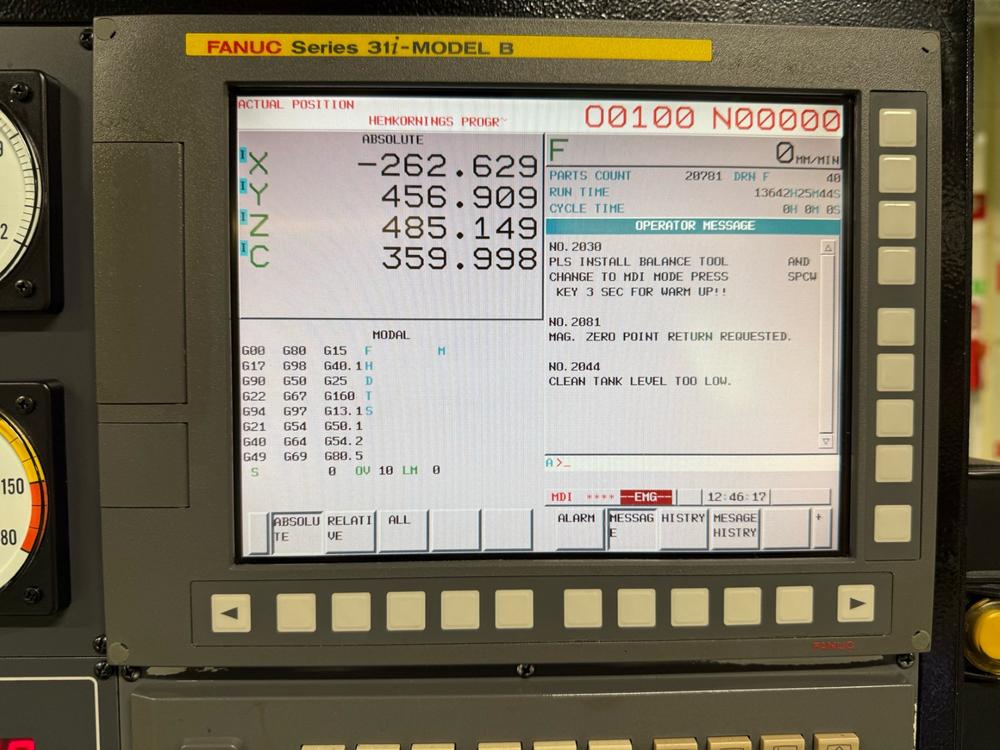 FANUC Series 31i-MODEL B
ACTUAL POSITION
HEMKORNINGS PROGR~
O0100 N00000
ABSOLUTE
I X -262.629
I Y 456.909
I Z 485.149
I C 359.998
F 0 MM/MIN
PARTS COUNT 20781 DRN F 40
RUN TIME 13642H25M44S
CYCLE TIME 0H 0M 0S
OPERATOR MESSAGE
NO.2030
PLS INSTALL BALANCE TOOL AND
CHANGE TO MDI MODE PRESS SPCW
KEY 3 SEC FOR WARM UP!!
NO.2081
MAG. ZERO POINT RETURN REQUESTED.
NO.2044
CLEAN TANK LEVEL TOO LOW.
MODAL
G00 G80 G15 F M
G17 G98 G40.1 H
G90 G50 G25 D
G22 G67 G160 T
G94 G97 G13.1 S
G21 G54 G50.1
G40 G64 G54.2
G49 G69 G80.5
S 0 OV 10 LM 0
A>_
MDI **** --EMG-- 12:46:17
ABSOLU
TE
RELATI
VE
ALL
ALARM
MESSAG
E
HISTRY
MESAGE
HISTRY
+
FANUC
2
150
80